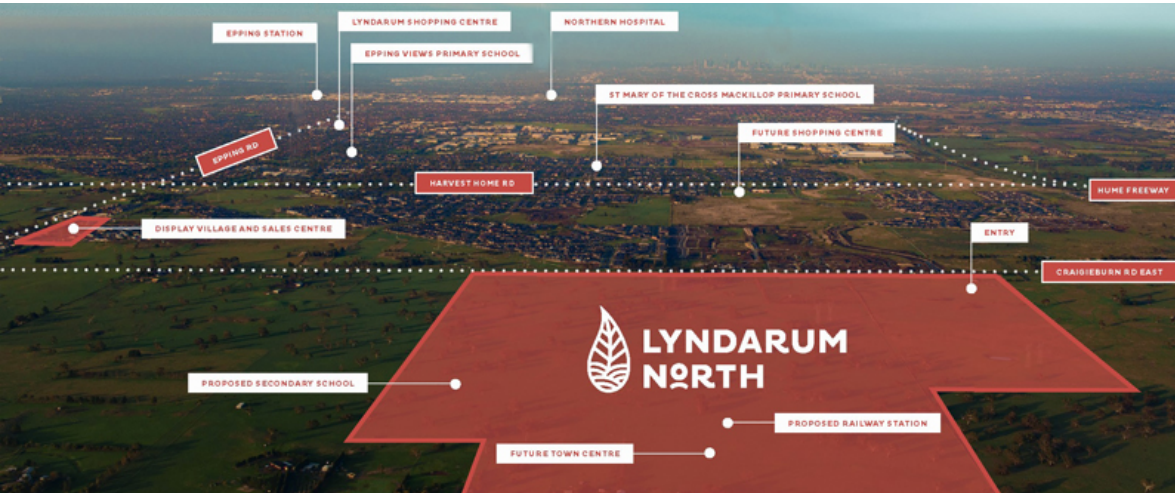 LYNDARUM SHOPPING CENTRE
NORTHERN HOSPITAL
EPPING STATION
EPPING VIEWS PRIMARY SCHOOL
ST MARY OF THE CROSS MACKILLOP PRIMARY SCHOOL
FUTURE SHOPPING CENTRE
EPPING RD
HARVEST HOME RD
HUME FREEWAY
DISPLAY VILLAGE AND SALES CENTRE
ENTRY
CRAIGIEBURN RD EAST
LYNDARUM
NORTH
PROPOSED SECONDARY SCHOOL
PROPOSED RAILWAY STATION
FUTURE TOWN CENTRE